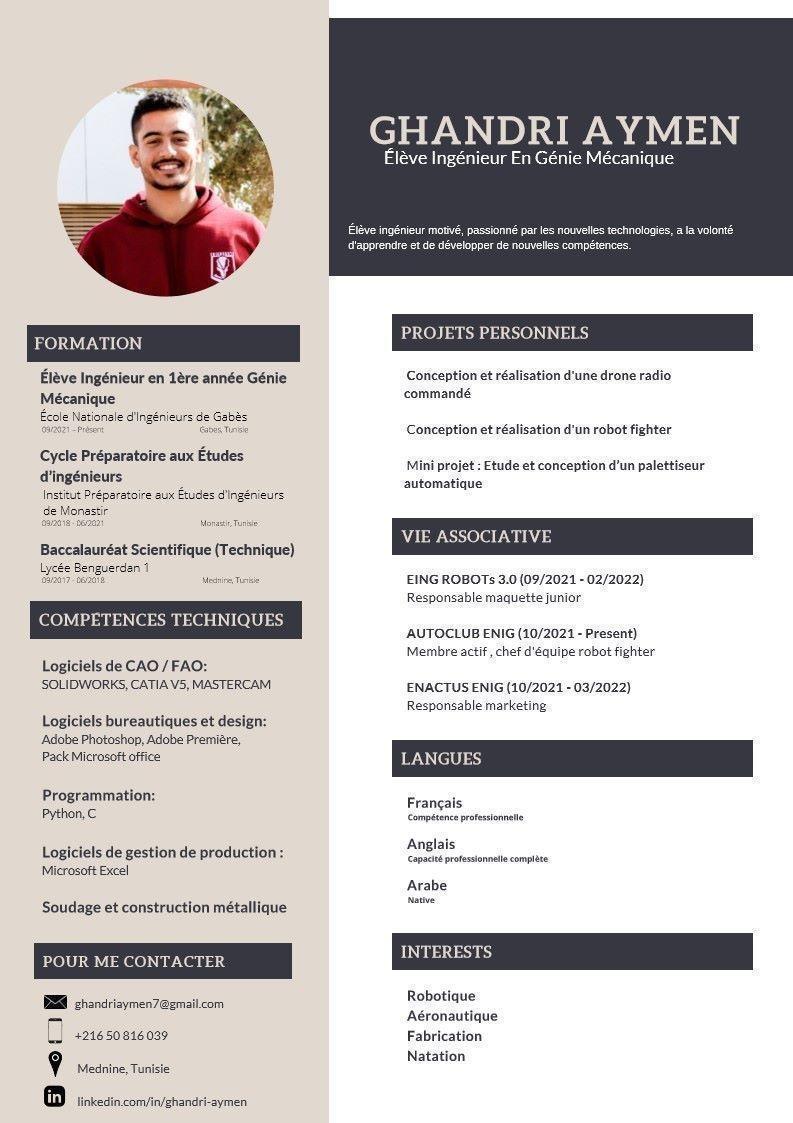 GHANDRI AYMEN
Élève Ingénieur En Génie Mécanique
Élève ingénieur motivé, passionné par les nouvelles technologies, a la volonté
d'apprendre et de développer de nouvelles compétences.
FORMATION
Élève Ingénieur en 1ère année Génie
Mécanique
École Nationale d'Ingénieurs de Gabès
09/2021 – Présent Gabes, Tunisie
Cycle Préparatoire aux Études
d'ingénieurs
Institut Préparatoire aux Études d'Ingénieurs
de Monastir
09/2018 - 06/2021 Monastir, Tunisie
Baccalauréat Scientifique (Technique)
Lycée Benguerdan 1
09/2017 - 06/2018 Mednine, Tunisie
COMPÉTENCES TECHNIQUES
Logiciels de CAO / FAO:
SOLIDWORKS, CATIA V5, MASTERCAM
Logiciels bureautiques et design:
Adobe Photoshop, Adobe Première,
Pack Microsoft office
Programmation:
Python, C
Logiciels de gestion de production :
Microsoft Excel
Soudage et construction métallique
POUR ME CONTACTER
ghandriaymen7@gmail.com
+216 50 816 039
Mednine, Tunisie
linkedin.com/in/ghandri-aymen
PROJETS PERSONNELS
Conception et réalisation d'une drone radio
commandé
Conception et réalisation d'un robot fighter
Mini projet : Etude et conception d'un palettiseur
automatique
VIE ASSOCIATIVE
EING ROBOTs 3.0 (09/2021 - 02/2022)
Responsable maquette junior
AUTOCLUB ENIG (10/2021 - Present)
Membre actif , chef d'équipe robot fighter
ENACTUS ENIG (10/2021 - 03/2022)
Responsable marketing
LANGUES
Français
Compétence professionnelle
Anglais
Capacité professionnelle complète
Arabe
Native
INTERESTS
Robotique
Aéronautique
Fabrication
Natation